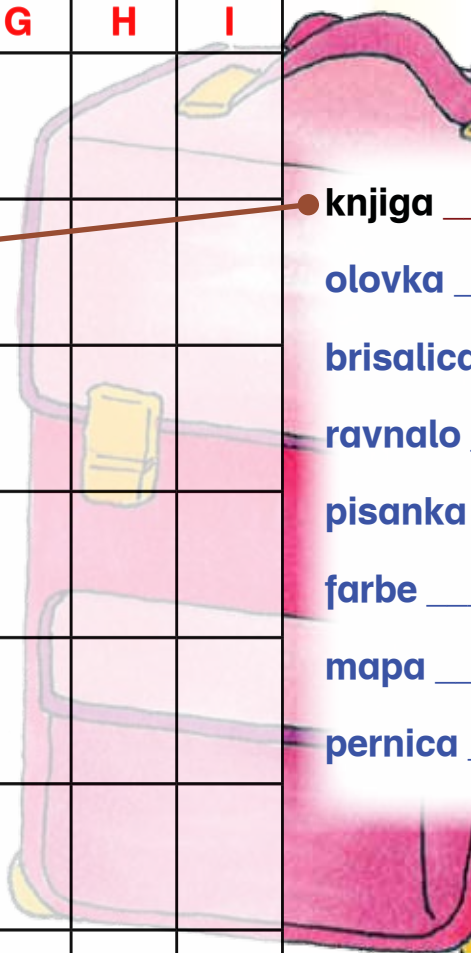 G H I
knjiga
olovka
brisalica
ravnalo
pisanka
farbe
mapa
pernica